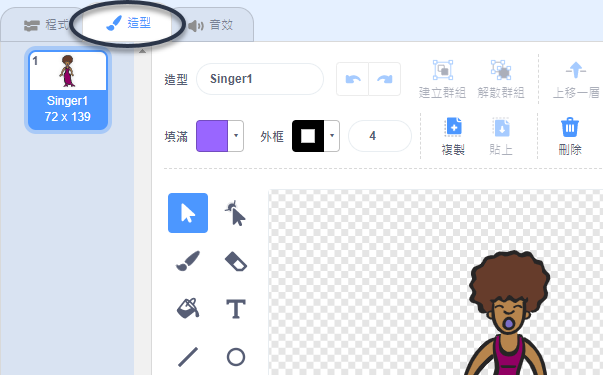 程式 造型 音效
1
Singer1
72 x 139
造型 Singer1 建立群組 解散群組 上移一層
填滿 外框 4 複製 貼上 刪除
T